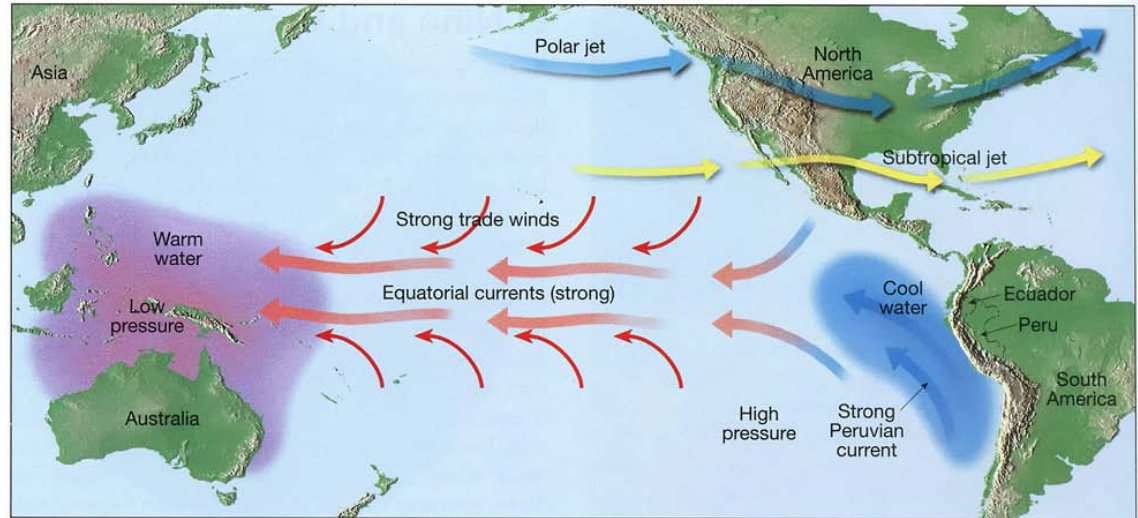 Polar jet
North
America
Asia
Subtropical jet
Strong trade winds
Warm
water
Equatorial currents (strong)
Cool
water
Ecuador
Low
pressure
Peru
Australia
High
pressure
Strong
Peruvian
current
South
America